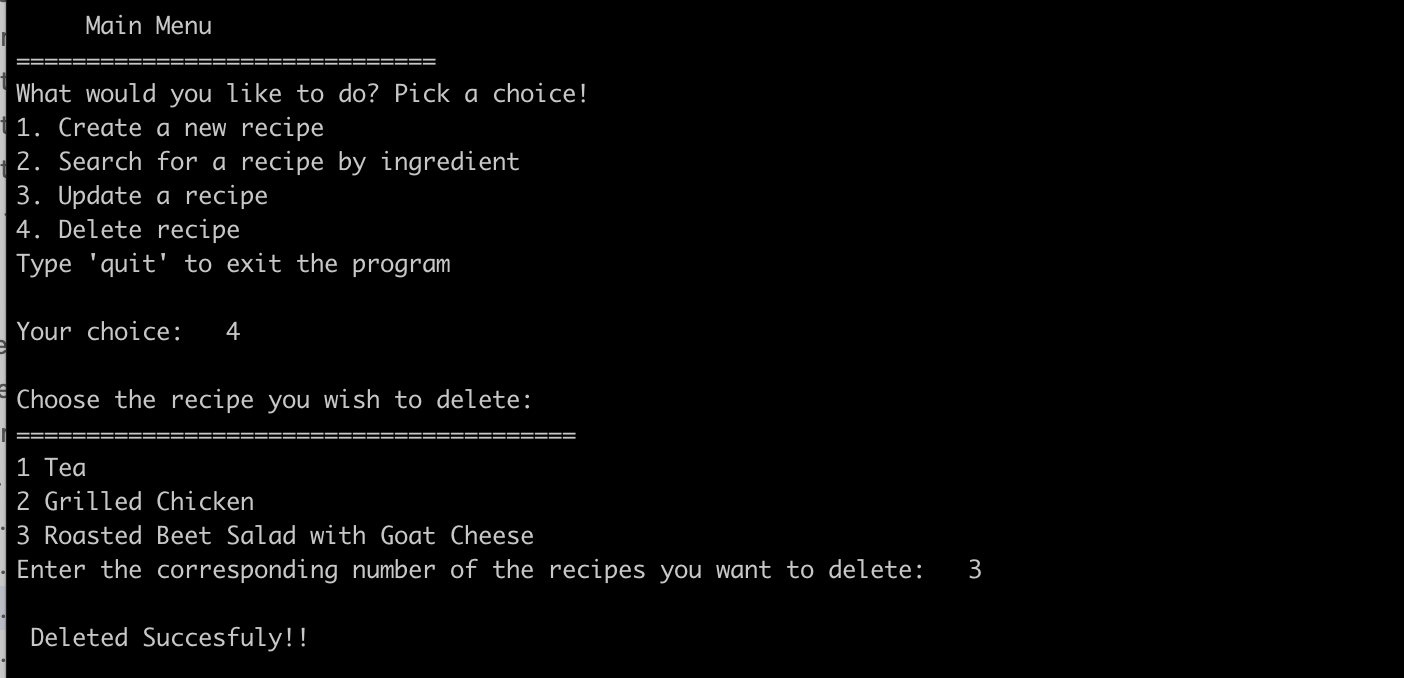 Main Menu
==============================
What would you like to do? Pick a choice!
1. Create a new recipe
2. Search for a recipe by ingredient
3. Update a recipe
4. Delete recipe
Type 'quit' to exit the program
Your choice:   4
Choose the recipe you wish to delete:
========================================
1 Tea
2 Grilled Chicken
3 Roasted Beet Salad with Goat Cheese
Enter the corresponding number of the recipes you want to delete:   3
Deleted Succesfuly!!